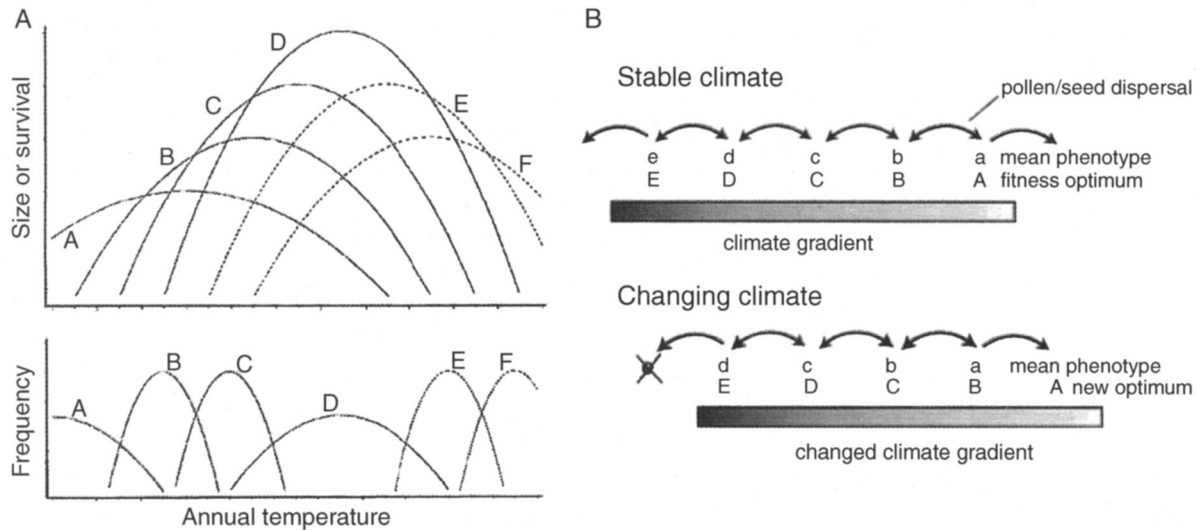 A
Size or survival
A
B
C
D
E
F
Frequency
A
B
C
D
E
F
Annual temperature
B
Stable climate
pollen/seed dispersal
e d c b a mean phenotype
E D C B A fitness optimum
climate gradient
Changing climate
d c b a mean phenotype
E D C B A new optimum
changed climate gradient